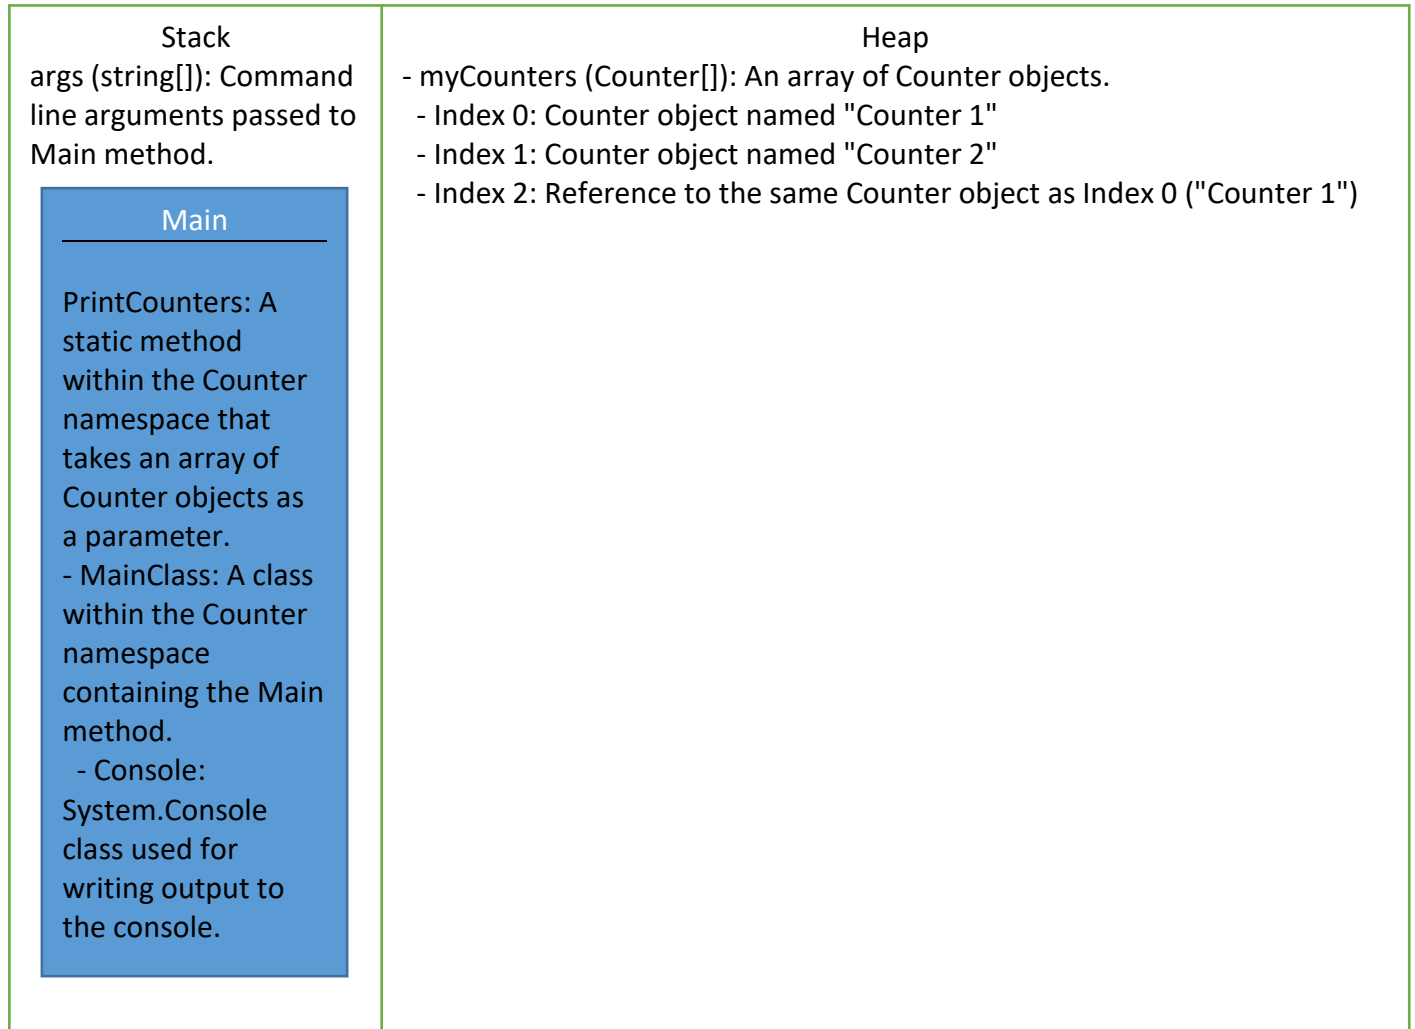 Stack
args (string[]): Command
line arguments passed to
Main method.
Main
PrintCounters: A
static method
within the Counter
namespace that
takes an array of
Counter objects as
a parameter.
- MainClass: A class
within the Counter
namespace
containing the Main
method.
- Console:
System.Console
class used for
writing output to
the console.
Heap
- myCounters (Counter[]): An array of Counter objects.
- Index 0: Counter object named "Counter 1"
- Index 1: Counter object named "Counter 2"
- Index 2: Reference to the same Counter object as Index 0 ("Counter 1")